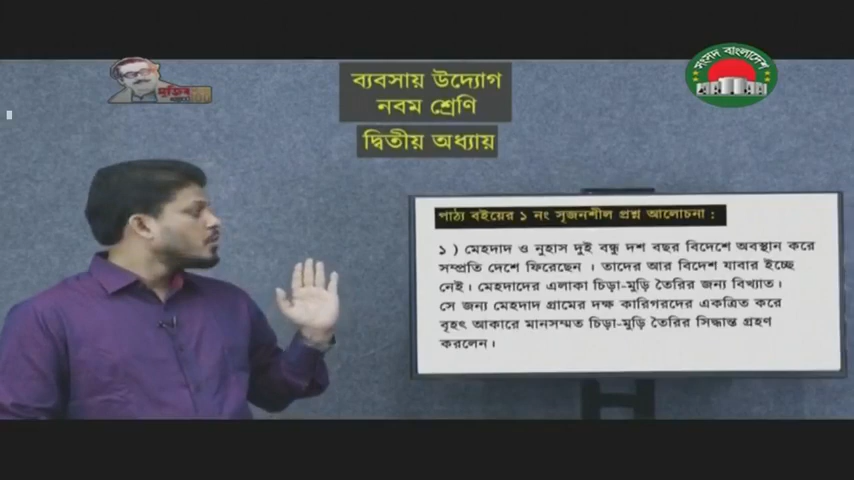 ব্যবসায় উদ্যোগ
নবম শ্রেণি
দ্বিতীয় অধ্যায়
সংসদ বাংলাদেশ
পাঠ্য বইয়ের ১ নং সৃজনশীল প্রশ্ন আলোচনা :
১ ) মেহদাদ ও নুহাস দুই বন্ধু দশ বছর বিদেশে অবস্থান করে
সম্প্রতি দেশে ফিরেছেন । তাদের আর বিদেশ যাবার ইচ্ছে
নেই। মেহদাদের এলাকা চিড়া-মুড়ি তৈরির জন্য বিখ্যাত।
সে জন্য মেহদাদ গ্রামের দক্ষ কারিগরদের একত্রিত করে
বৃহৎ আকারে মানসম্মত চিড়া-মুড়ি তৈরির সিদ্ধান্ত গ্রহণ
করলেন।